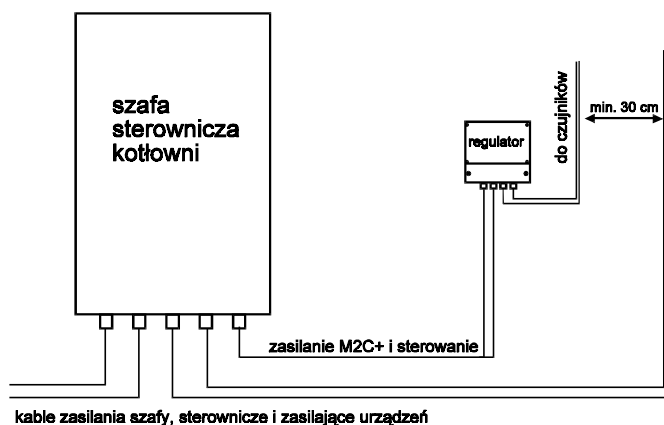 szafa
sterownicza
kotłowni
regulator
do czujników
min. 30 cm
zasilanie M2C+ i sterowanie
kable zasilania szafy, sterownicze i zasilające urządzeń